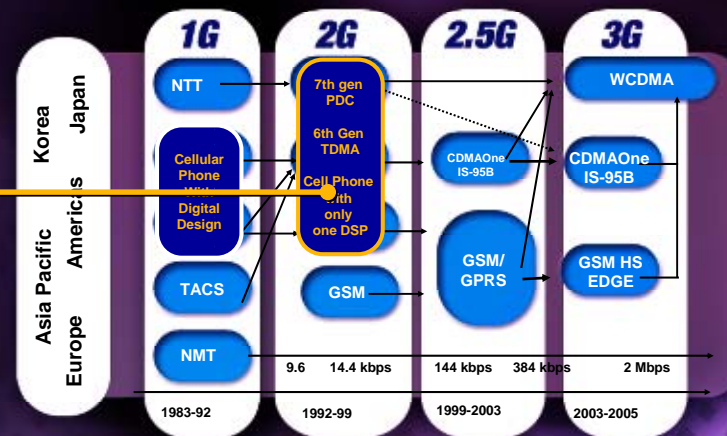 1G
2G
2.5G
3G
Korea Japan
Asia Pacific Americas
Europe
NTT
Cellular
Phone
With
Digital
Design
TACS
NMT
7th gen
PDC
6th Gen
TDMA
Cell Phone
with
only
one DSP
GSM
CDMAOne
IS-95B
GSM/
GPRS
WCDMA
CDMAOne
IS-95B
GSM HS
EDGE
9.6 14.4 kbps 144 kbps 384 kbps 2 Mbps
1983-92 1992-99 1999-2003 2003-2005